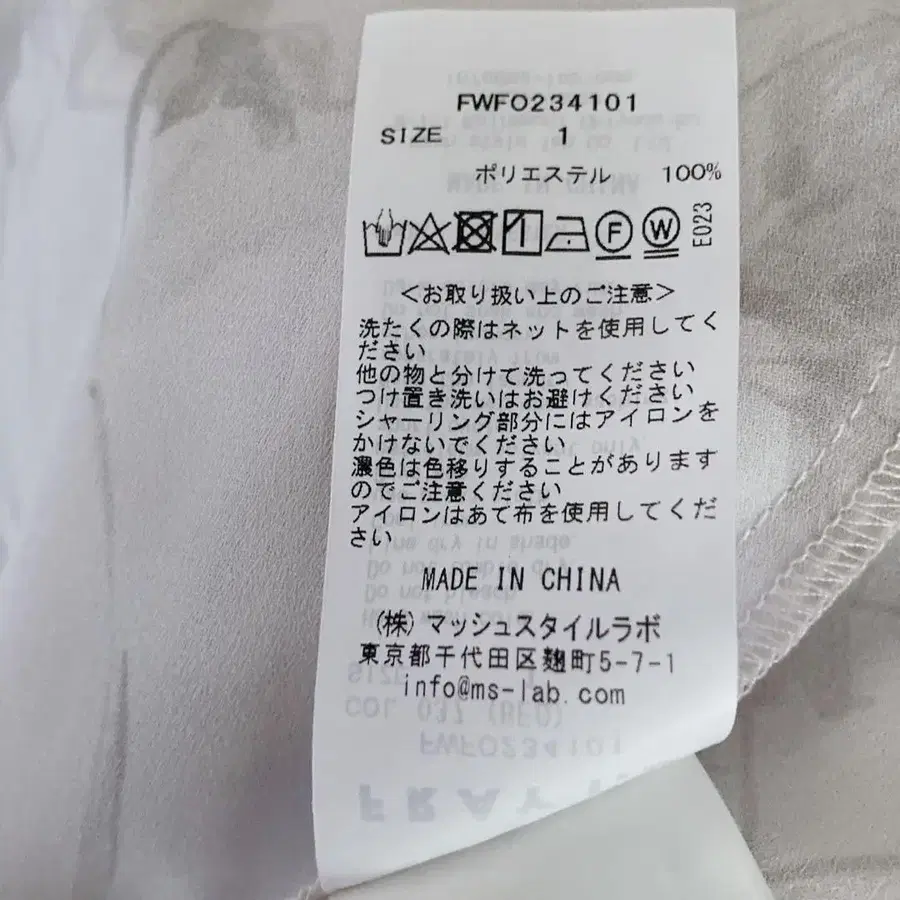 FWFO234101
SIZE 1
ポリエステル 100%
F W E023
<お取り扱い上のご注意>
洗たくの際はネットを使用してく
ださい
他の物と分けて洗ってください
つけ置き洗いはお避けください
シャーリング部分にはアイロンを
かけないでください
濃色は色移りすることがあります
のでご注意ください
アイロンはあて布を使用してくだ
さい
MADE IN CHINA
(株)マッシュスタイルラボ
東京都千代田区麹町5-7-1
info@ms-lab.com